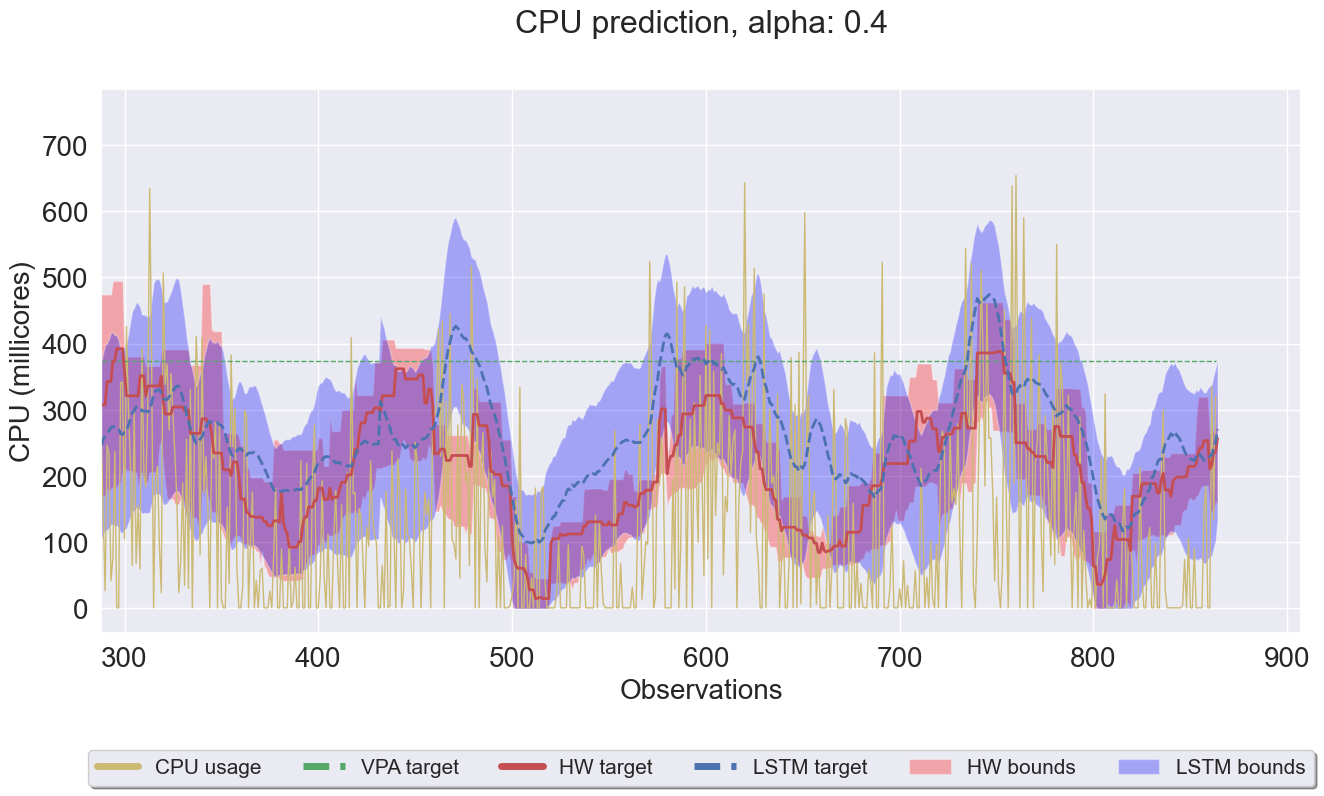 CPU prediction, alpha: 0.4
700
600
500
400
300
200
100
0
CPU (millicores)
300 400 500 600 700 800 900
Observations
CPU usage VPA target HW target LSTM target HW bounds LSTM bounds